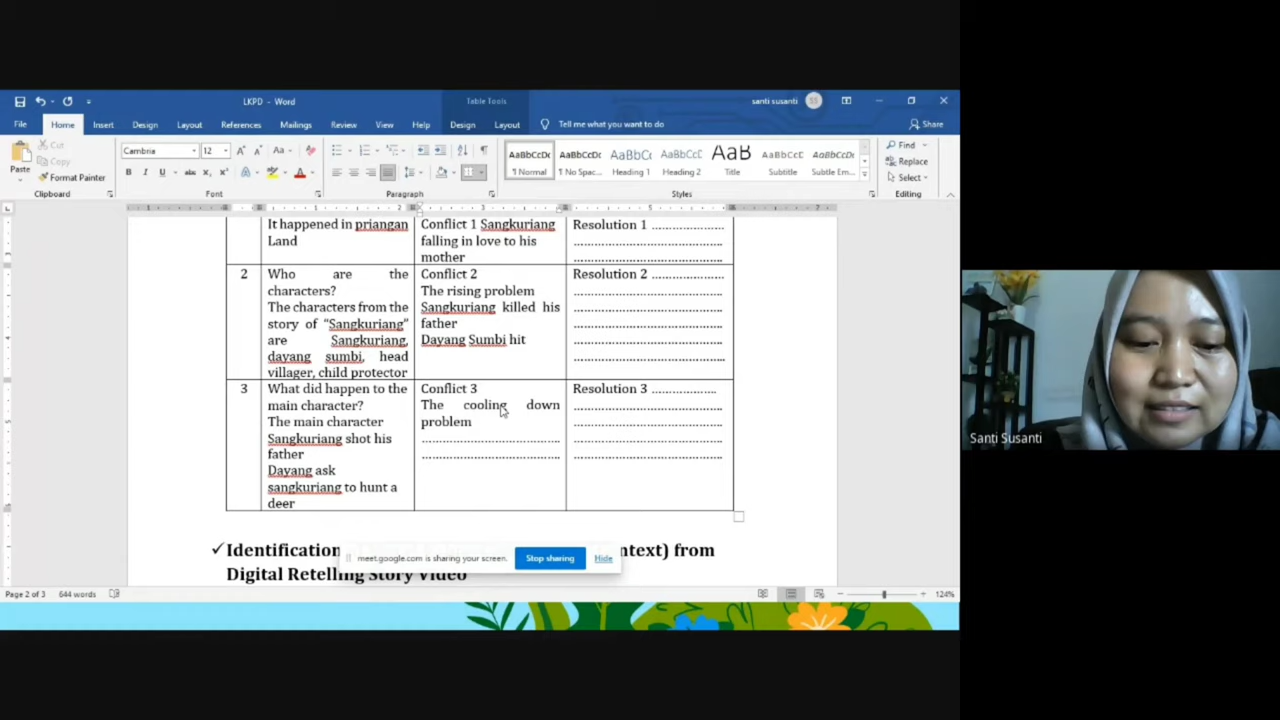 LKPD - Word
Table Tools
santi susanti
SS
File Home Insert Design Layout References Mailings Review View Help Design Layout Tell me what you want to do Share
Paste
Cut
Copy
Format Painter
Clipboard
Cambria 12
Font
Paragraph
AaBbCcDc AaBbCcDc AaBbCc AaBbCcD AaB AaBbCcD AaBbCcD
¶ Normal ¶ No Spac... Heading 1 Heading 2 Title Subtitle Subtle Em...
Styles
Find
Replace
Select
Editing
It happened in priangan
Land
Conflict 1 Sangkuriang
falling in love to his
mother
Resolution 1 .....................
...........................................
...........................................
2
Who are the
characters?
The characters from the
story of “Sangkuriang”
are Sangkuriang,
dayang sumbi, head
villager, child protector
Conflict 2
The rising problem
Sangkuriang killed his
father
Dayang Sumbi hit
Resolution 2 .....................
...........................................
...........................................
...........................................
...........................................
...........................................
3
What did happen to the
main character?
The main character
Sangkuriang shot his
father
Dayang ask
sangkuriang to hunt a
deer
Conflict 3
The cooling down
problem
........................................
........................................
Resolution 3 ...................
...........................................
...........................................
...........................................
...........................................
✓ Identification ntext) from
Digital Retelling Story Video
meet.google.com is sharing your screen. Stop sharing Hide
Page 2 of 3 644 words 124%
Santi Susanti